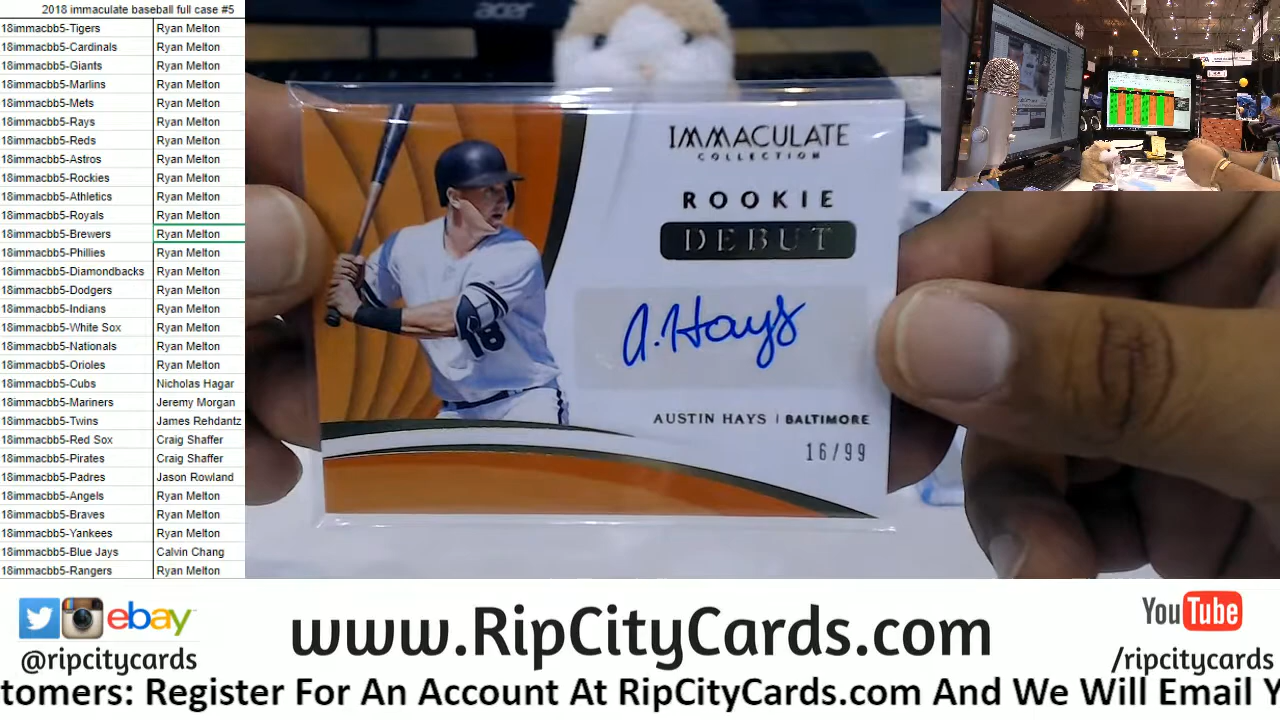 2018 immaculate baseball full case #5
18immacbb5-Tigers Ryan Melton
18immacbb5-Cardinals Ryan Melton
18immacbb5-Giants Ryan Melton
18immacbb5-Marlins Ryan Melton
18immacbb5-Mets Ryan Melton
18immacbb5-Rays Ryan Melton
18immacbb5-Reds Ryan Melton
18immacbb5-Astros Ryan Melton
18immacbb5-Rockies Ryan Melton
18immacbb5-Athletics Ryan Melton
18immacbb5-Royals Ryan Melton
18immacbb5-Brewers Ryan Melton
18immacbb5-Phillies Ryan Melton
18immacbb5-Diamondbacks Ryan Melton
18immacbb5-Dodgers Ryan Melton
18immacbb5-Indians Ryan Melton
18immacbb5-White Sox Ryan Melton
18immacbb5-Nationals Ryan Melton
18immacbb5-Orioles Ryan Melton
18immacbb5-Cubs Nicholas Hagar
18immacbb5-Mariners Jeremy Morgan
18immacbb5-Twins James Rehdantz
18immacbb5-Red Sox Craig Shaffer
18immacbb5-Pirates Craig Shaffer
18immacbb5-Padres Jason Rowland
18immacbb5-Angels Ryan Melton
18immacbb5-Braves Ryan Melton
18immacbb5-Yankees Ryan Melton
18immacbb5-Blue Jays Calvin Chang
18immacbb5-Rangers Ryan Melton
acer
IMMACULATE
COLLECTION
ROOKIE
DEBUT
A. Hays
18
AUSTIN HAYS | BALTIMORE
16/99
ebay
@ripcitycards
www.RipCityCards.com
YouTube
/ripcitycards
tomers: Register For An Account At RipCityCards.com And We Will Email Y